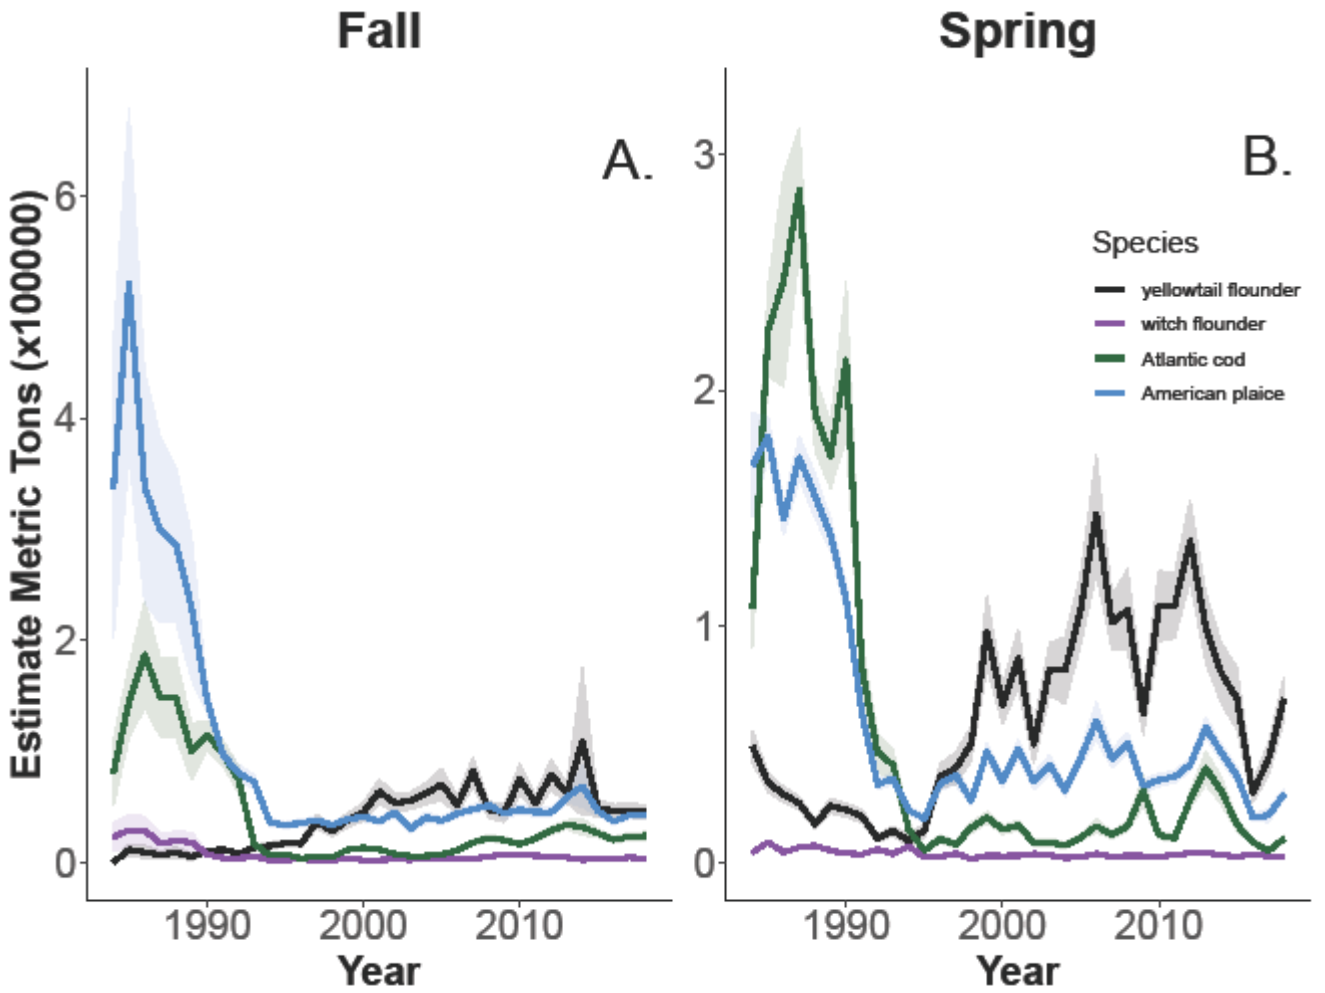 Fall
Spring
A.
B.
Estimate Metric Tons (x100000)
6
4
2
0
3
2
1
0
Species
yellowtail flounder
witch flounder
Atlantic cod
American plaice
1990 2000 2010
1990 2000 2010
Year
Year